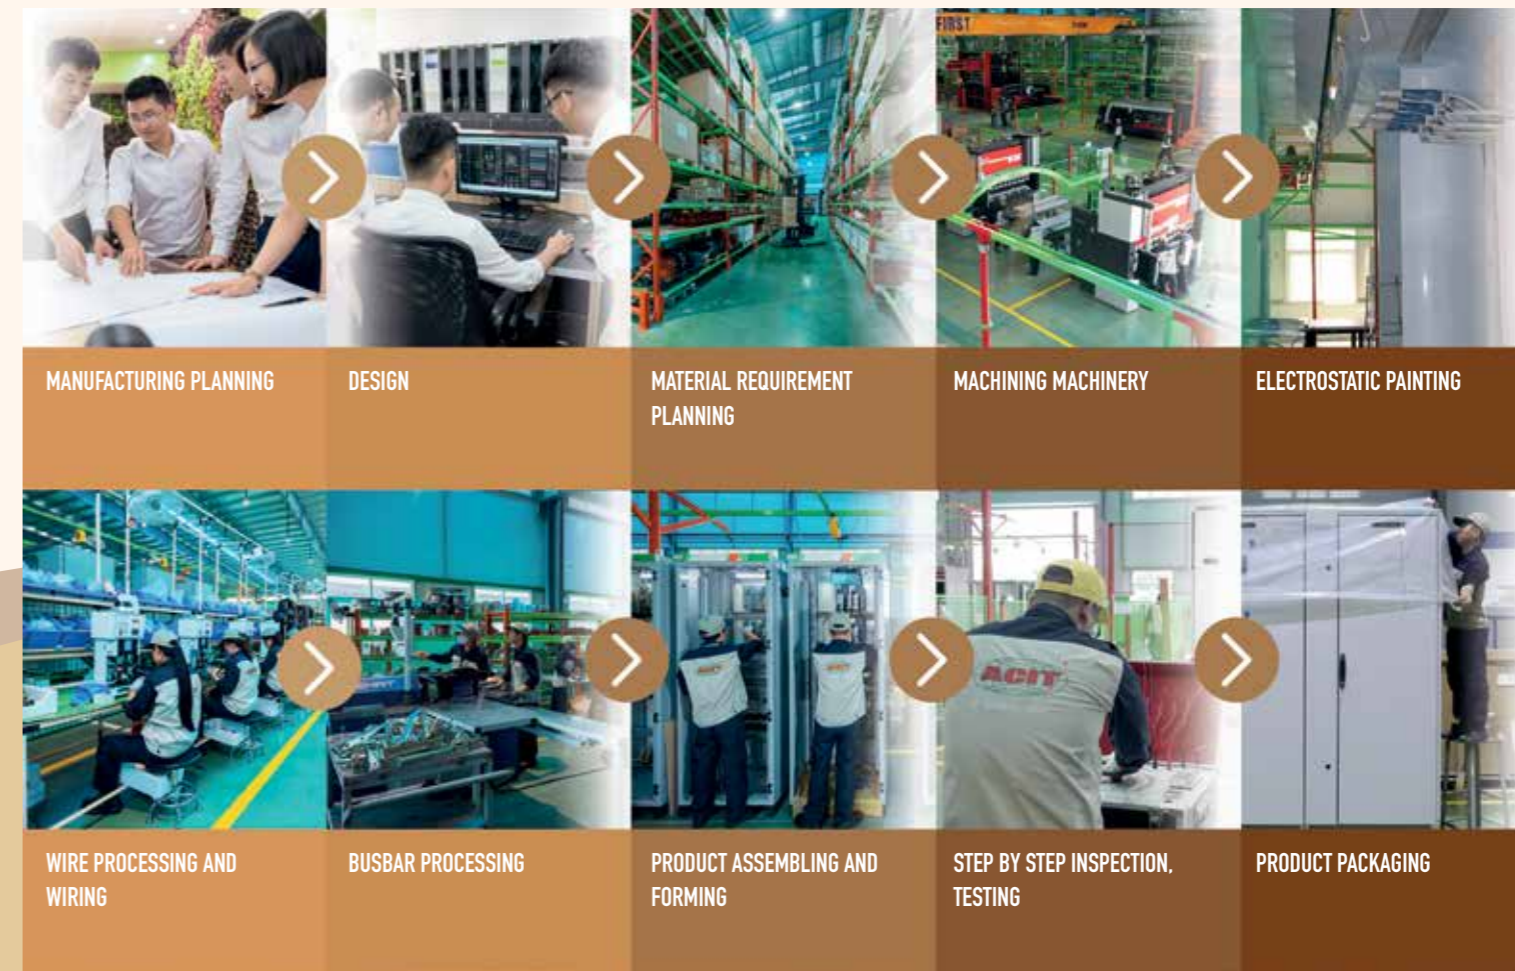 FIRST
MANUFACTURING PLANNING
DESIGN
MATERIAL REQUIREMENT
PLANNING
MACHINING MACHINERY
ELECTROSTATIC PAINTING
ACIT
WIRE PROCESSING AND
WIRING
BUSBAR PROCESSING
PRODUCT ASSEMBLING AND
FORMING
STEP BY STEP INSPECTION,
TESTING
PRODUCT PACKAGING